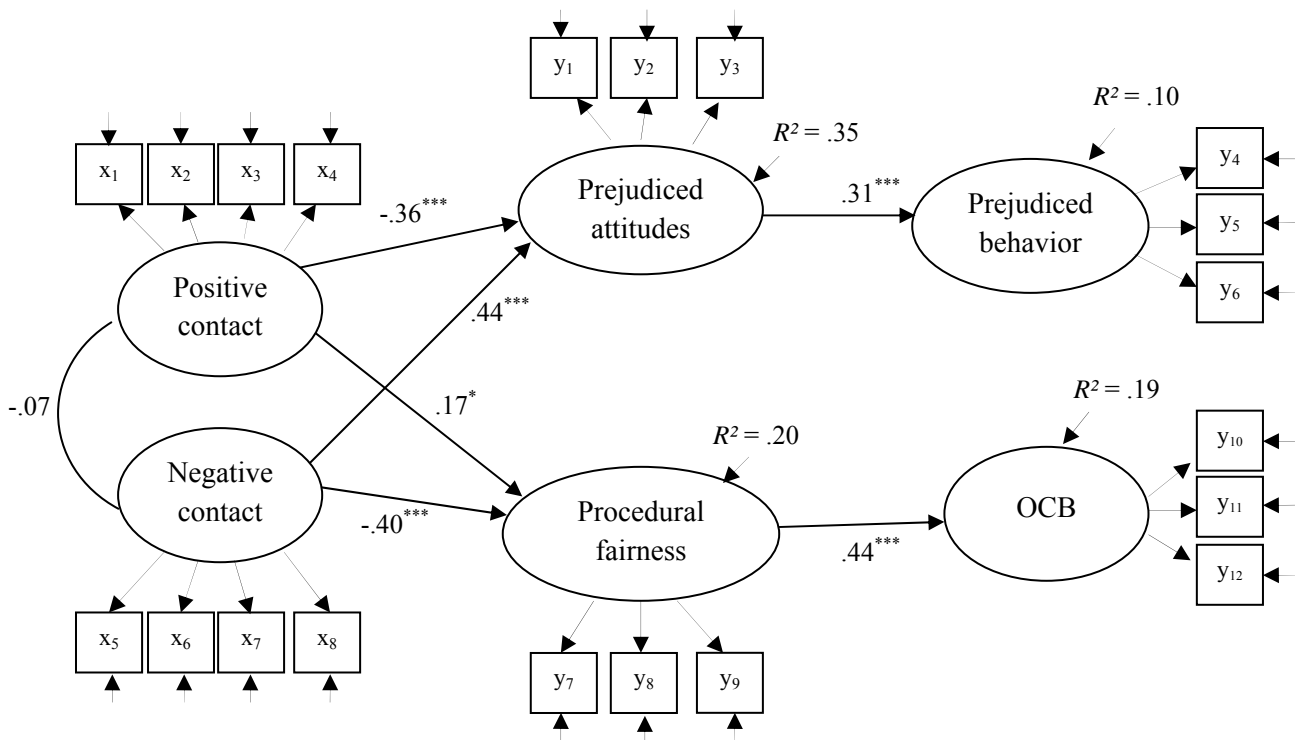 y₁ y₂ y₃
R² = .10
R² = .35
x₁ x₂ x₃ x₄
y₄
Prejudiced
attitudes
.31***
Prejudiced
behavior
y₅
-.36***
y₆
Positive
contact
.44***
-.07
.17*
R² = .19
R² = .20
y₁₀
Negative
contact
-.40***
Procedural
fairness
.44***
OCB
y₁₁
y₁₂
x₅ x₆ x₇ x₈
y₇ y₈ y₉